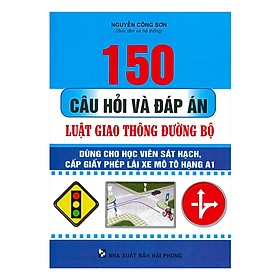 NGUYỄN CÔNG SƠN
(Sưu tầm và hệ thống)
150
CÂU HỎI VÀ ĐÁP ÁN
LUẬT GIAO THÔNG ĐƯỜNG BỘ
DÙNG CHO HỌC VIÊN SÁT HẠCH,
CẤP GIẤY PHÉP LÁI XE MÔ TÔ HẠNG A1
NHÀ XUẤT BẢN HẢI PHÒNG